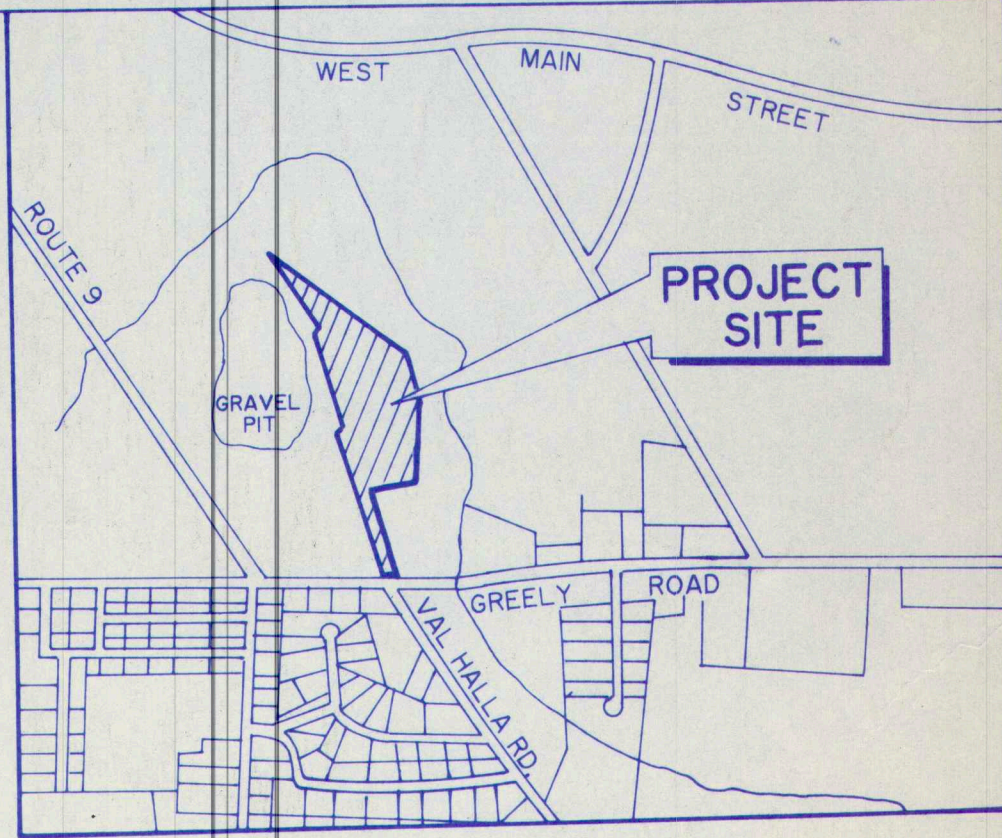 WEST MAIN STREET
ROUTE 9
PROJECT
SITE
GRAVEL
PIT
GREELY ROAD
VAL HALLA RD.